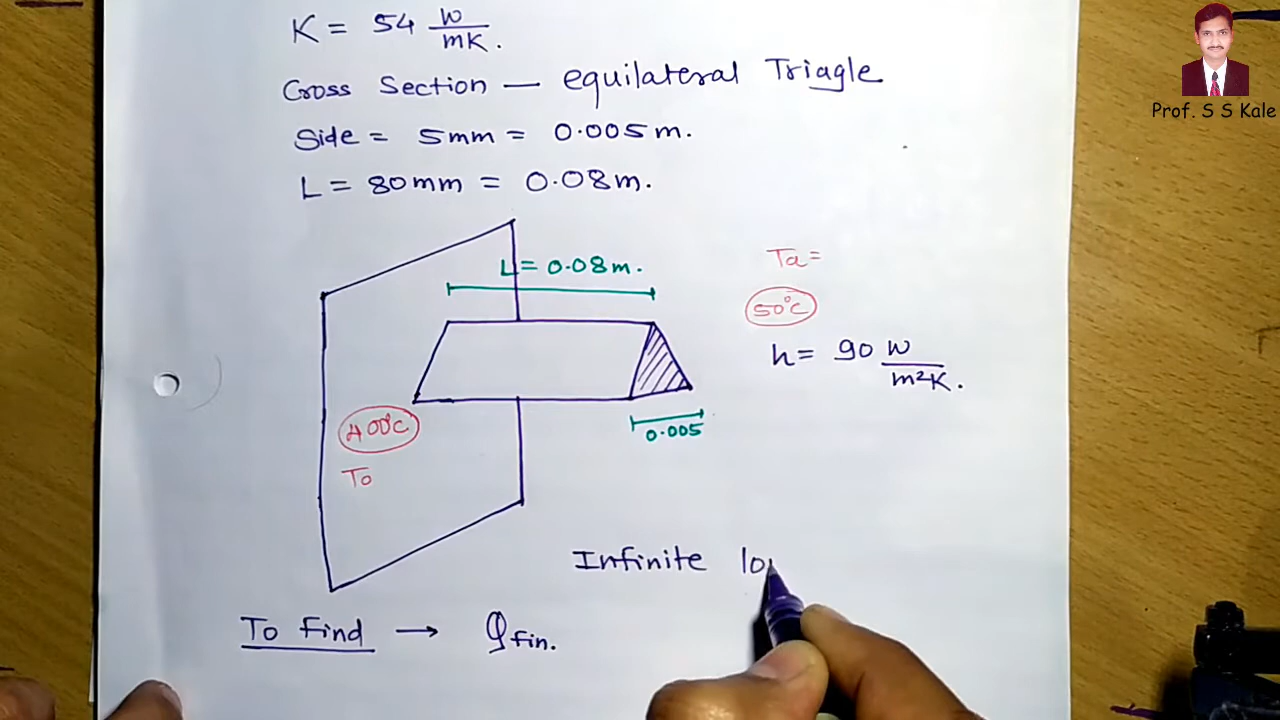 K = 54 W/mK.
Cross Section — equilateral Triagle
Side = 5mm = 0.005m.
L = 80mm = 0.08m.
L = 0.08m.
Ta =
50°C
h = 90 W/m²K.
0.005
400°C
To
Infinite lo
To find → Qfin.
Prof. S S Kale